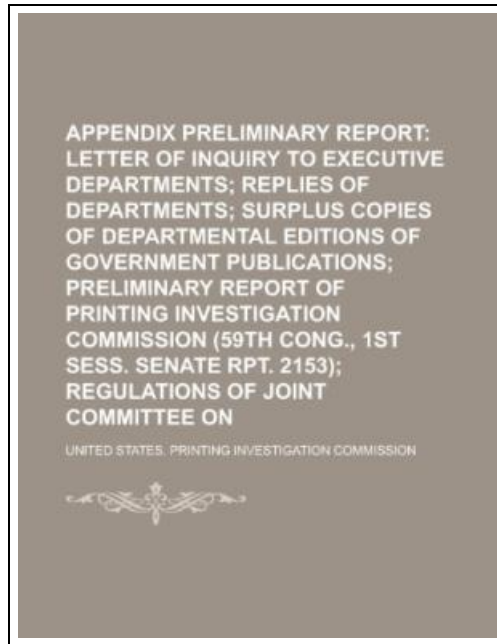 APPENDIX PRELIMINARY REPORT:
LETTER OF INQUIRY TO EXECUTIVE
DEPARTMENTS; REPLIES OF
DEPARTMENTS; SURPLUS COPIES
OF DEPARTMENTAL EDITIONS OF
GOVERNMENT PUBLICATIONS;
PRELIMINARY REPORT OF
PRINTING INVESTIGATION
COMMISSION (59TH CONG., 1ST
SESS. SENATE RPT. 2153);
REGULATIONS OF JOINT
COMMITTEE ON
UNITED STATES. PRINTING INVESTIGATION COMMISSION